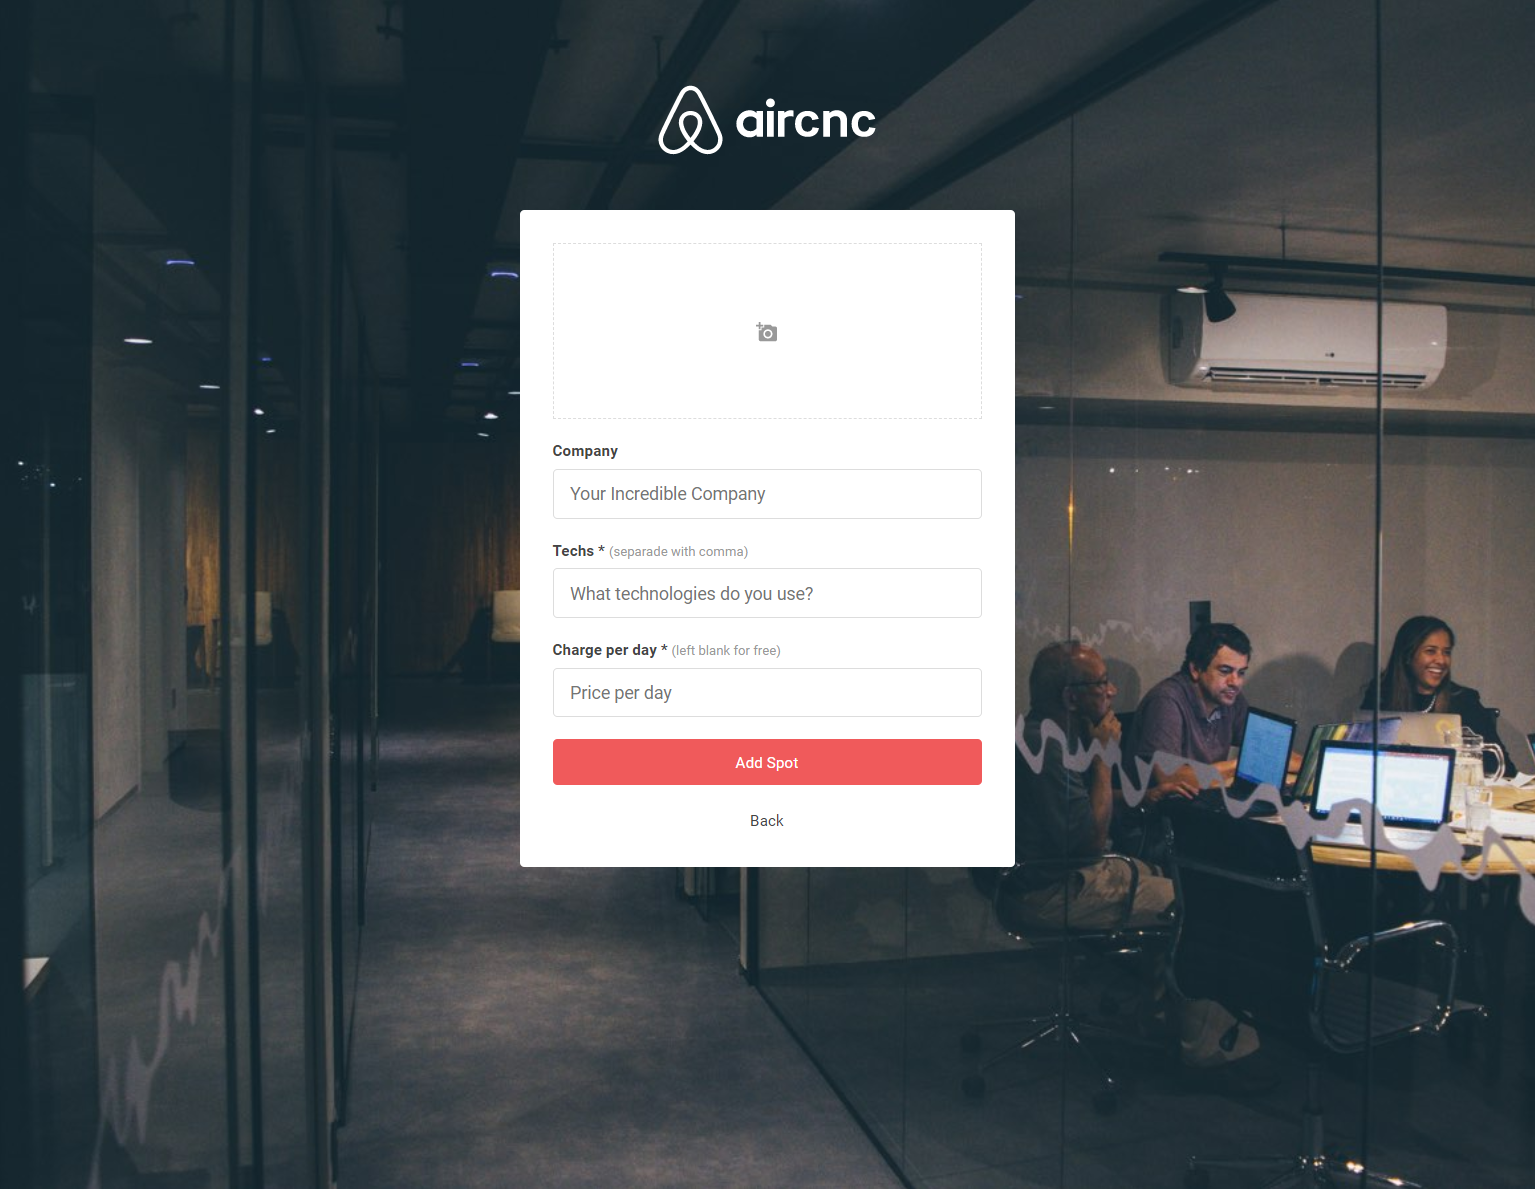 aircnc
Company
Your Incredible Company
Techs * (separade with comma)
What technologies do you use?
Charge per day * (left blank for free)
Price per day
Add Spot
Back